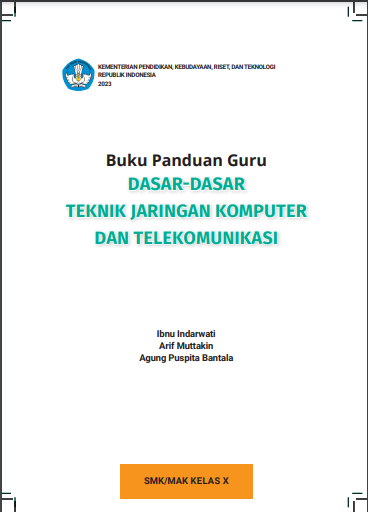 KEMENTERIAN PENDIDIKAN, KEBUDAYAAN, RISET, DAN TEKNOLOGI
REPUBLIK INDONESIA
2023
Buku Panduan Guru
DASAR-DASAR
TEKNIK JARINGAN KOMPUTER
DAN TELEKOMUNIKASI
Ibnu Indarwati
Arif Muttakin
Agung Puspita Bantala
SMK/MAK KELAS X